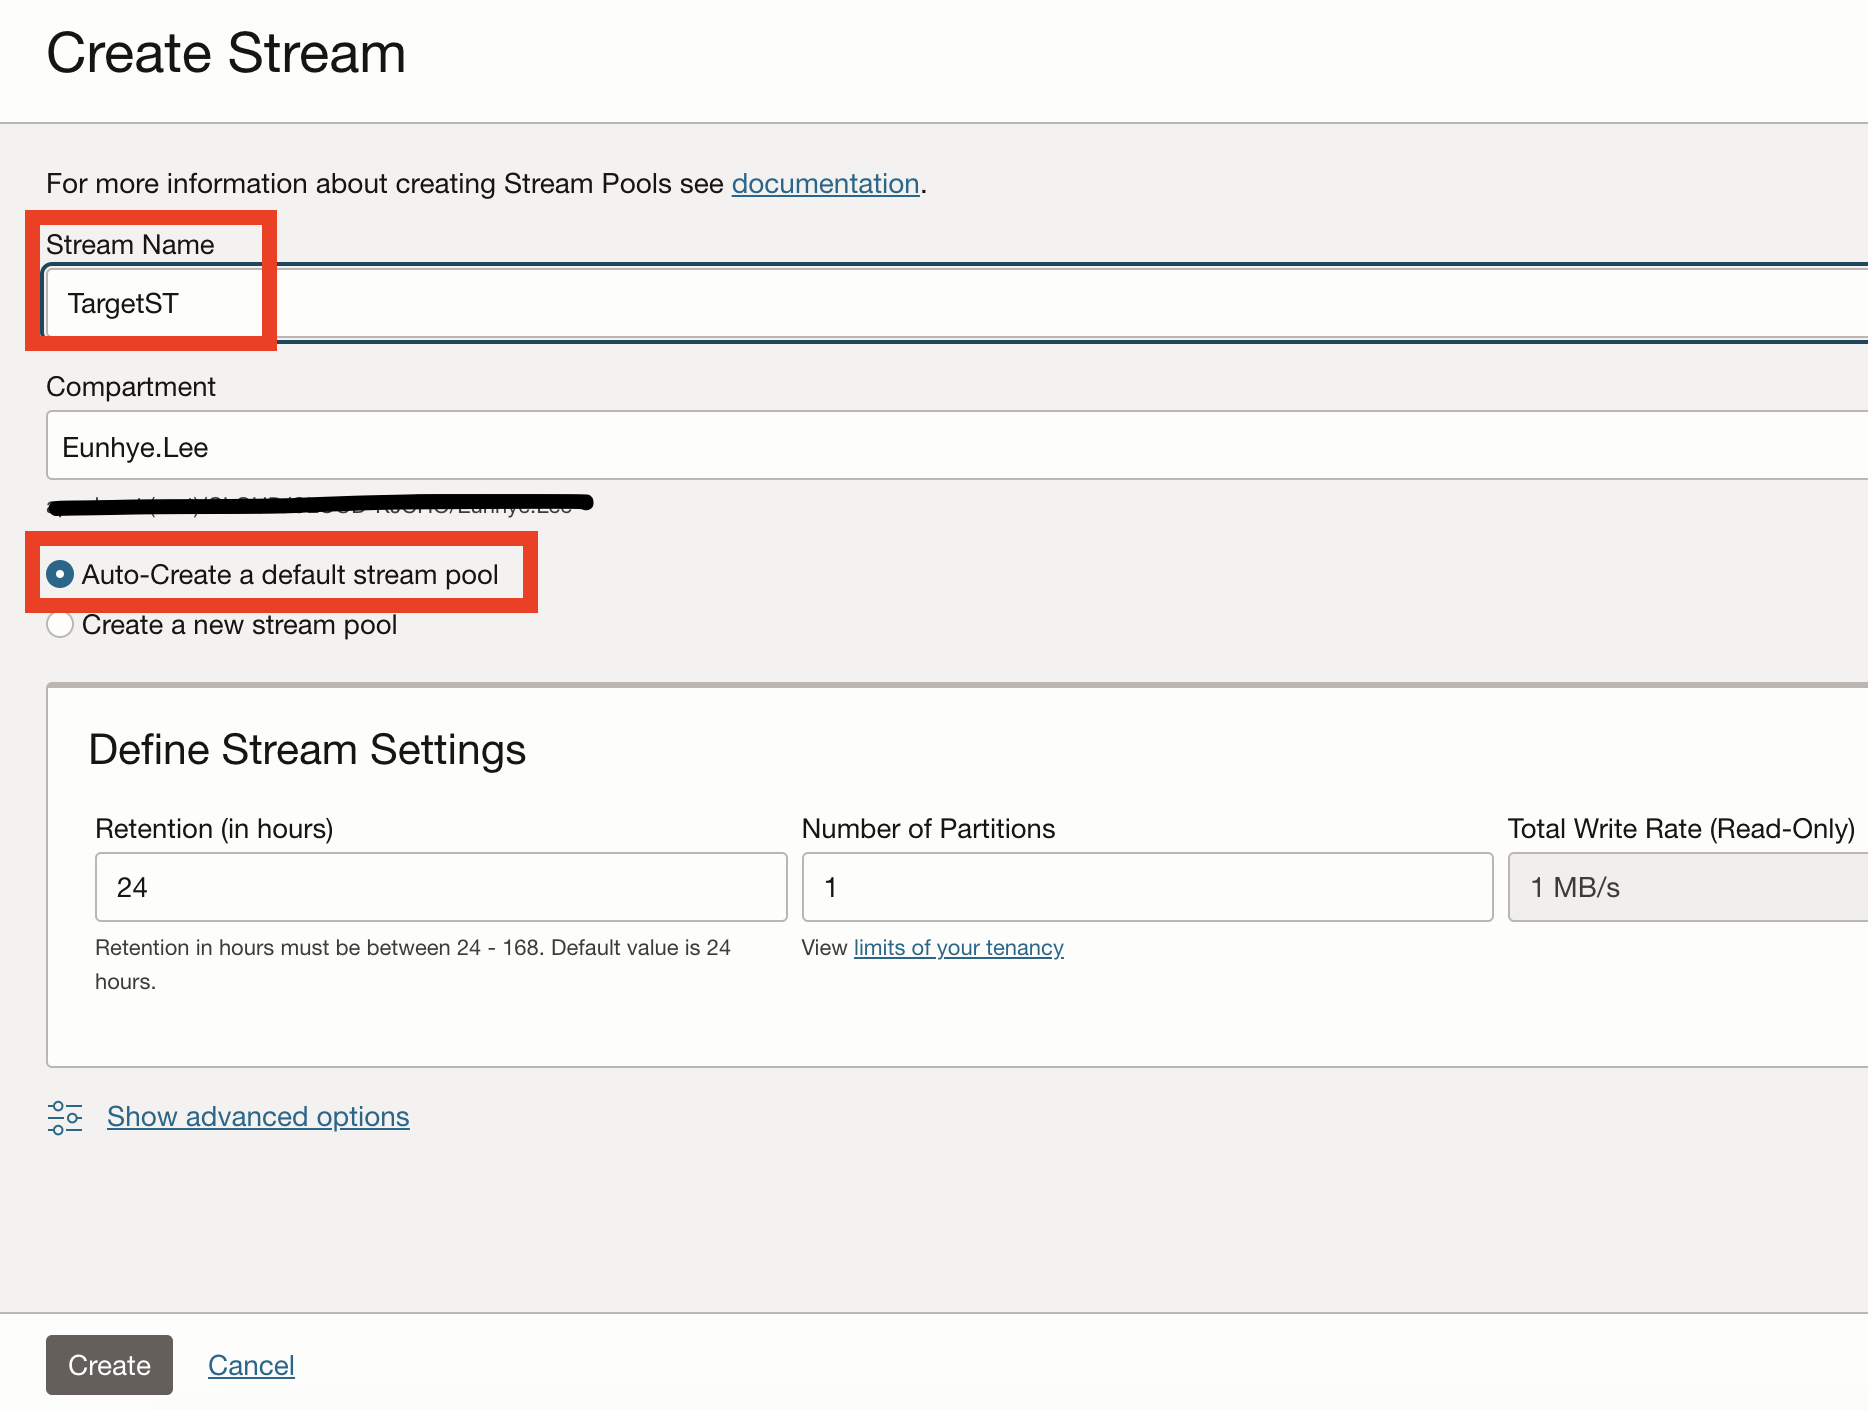 Create Stream
For more information about creating Stream Pools see documentation.
Stream Name
TargetST
Compartment
Eunhye.Lee
Auto-Create a default stream pool
Create a new stream pool
Define Stream Settings
Retention (in hours)
Number of Partitions
Total Write Rate (Read-Only)
24
1
1 MB/s
Retention in hours must be between 24 - 168. Default value is 24
hours.
View limits of your tenancy
Show advanced options
Create
Cancel